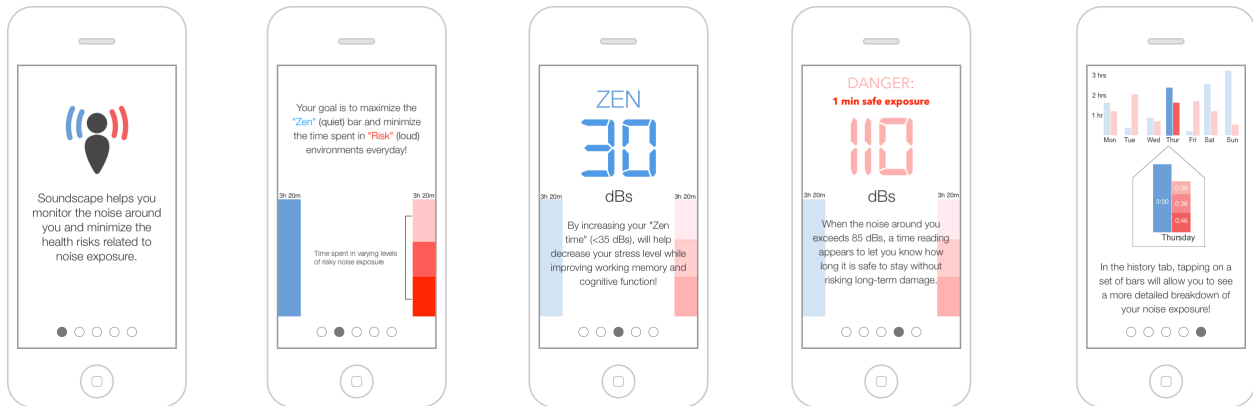 Soundscape helps you
monitor the noise around
you and minimize the
health risks related to
noise exposure.
Your goal is to maximize the
"Zen" (quiet) bar and minimize
the time spent in "Risk" (loud)
environments everyday!
3h 20m
3h 20m
Time spent in varying levels
of risky noise exposure
ZEN
30
dBs
3h 20m
3h 20m
By increasing your "Zen
time" (<35 dBs), will help
decrease your stress level while
improving working memory and
cognitive function!
DANGER:
1 min safe exposure
110
dBs
3h 20m
3h 20m
When the noise around you
exceeds 85 dBs, a time reading
appears to let you know how
long it is safe to stay without
risking long-term damage.
3 hrs
2 hrs
1 hr
Mon Tue Wed Thur Fri Sat Sun
3:00
0:30
0:36
0:45
Thursday
In the history tab, tapping on a
set of bars will allow you to see
a more detailed breakdown of
your noise exposure!